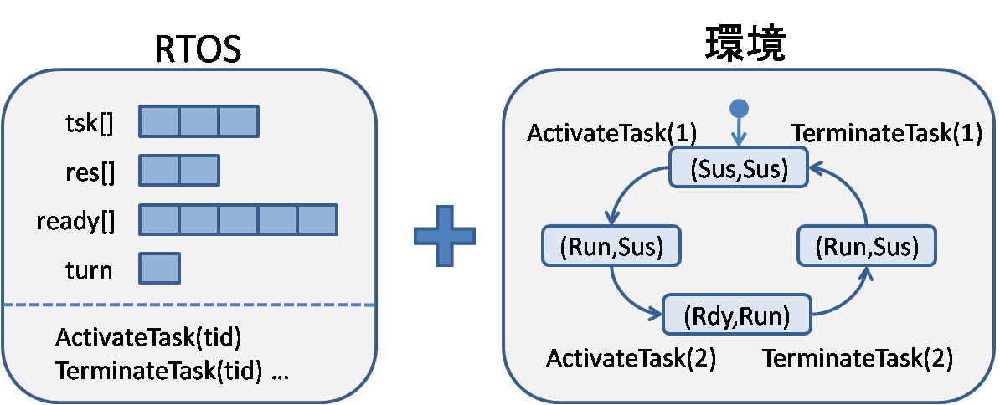 RTOS
tsk[]
res[]
ready[]
turn
ActivateTask(tid)
TerminateTask(tid) ...
環境
ActivateTask(1)
TerminateTask(1)
(Sus,Sus)
(Run,Sus)
(Run,Sus)
(Rdy,Run)
ActivateTask(2)
TerminateTask(2)